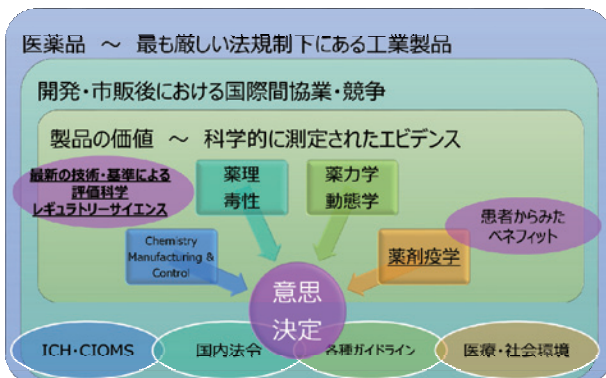 医薬品 ～ 最も厳しい法規制下にある工業製品
開発・市販後における国際間協業・競争
製品の価値 ～ 科学的に測定されたエビデンス
最新の技術・基準による
評価科学
レギュラトリーサイエンス
薬理
毒性
薬力学
動態学
患者からみた
ベネフィット
Chemistry
Manufacturing &
Control
薬剤疫学
意思
決定
ICH・CIOMS
国内法令
各種ガイドライン
医療・社会環境